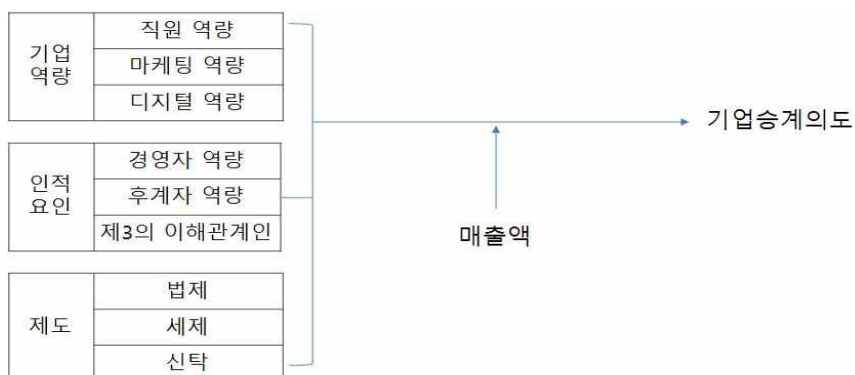 기업
역량
직원 역량
마케팅 역량
디지털 역량
인적
요인
경영자 역량
후계자 역량
제3의 이해관계인
제도
법제
세제
신탁
매출액
기업승계의도